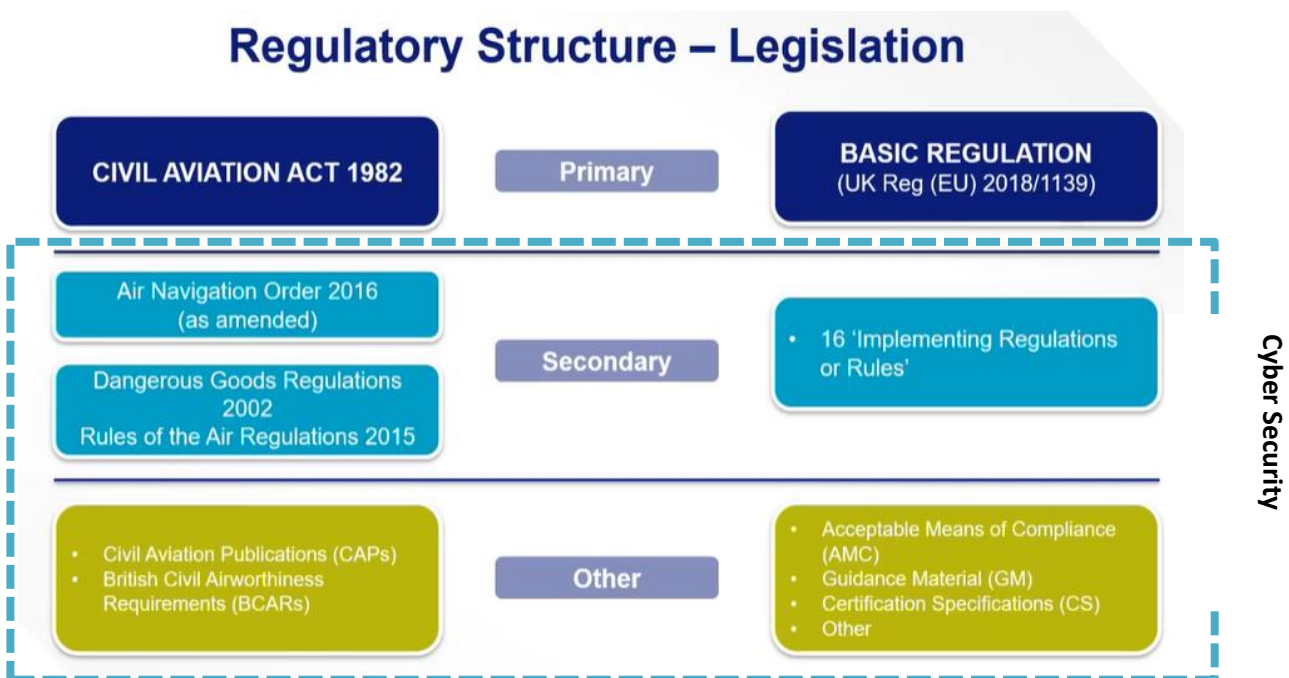 Regulatory Structure – Legislation
CIVIL AVIATION ACT 1982
Primary
BASIC REGULATION
(UK Reg (EU) 2018/1139)
Air Navigation Order 2016
(as amended)
Dangerous Goods Regulations
2002
Rules of the Air Regulations 2015
Secondary
• 16 ‘Implementing Regulations
or Rules’
• Civil Aviation Publications (CAPs)
• British Civil Airworthiness
Requirements (BCARs)
Other
• Acceptable Means of Compliance
(AMC)
• Guidance Material (GM)
• Certification Specifications (CS)
• Other
Cyber Security